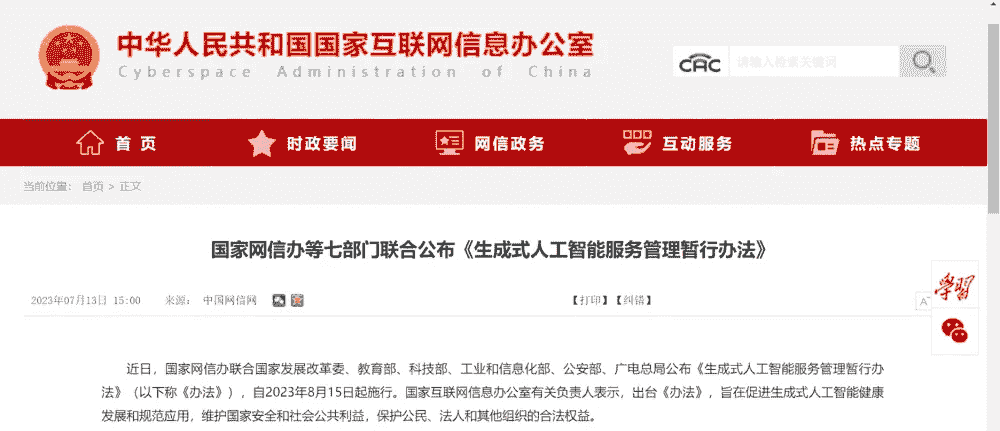 中华人民共和国国家互联网信息办公室
Cyberspace Administration of China
CAC
请输入检索关键词
首 页
时政要闻
网信政务
互动服务
热点专题
当前位置: 首页 > 正文
国家网信办等七部门联合公布《生成式人工智能服务管理暂行办法》
2023年07月13日 15:00 来源: 中国网信网
【打印】【纠错】
学習
近日，国家网信办联合国家发展改革委、教育部、科技部、工业和信息化部、公安部、广电总局公布《生成式人工智能服务管理暂行办
法》（以下称《办法》），自2023年8月15日起施行。国家互联网信息办公室有关负责人表示，出台《办法》，旨在促进生成式人工智能健康
发展和规范应用，维护国家安全和社会公共利益，保护公民、法人和其他组织的合法权益。